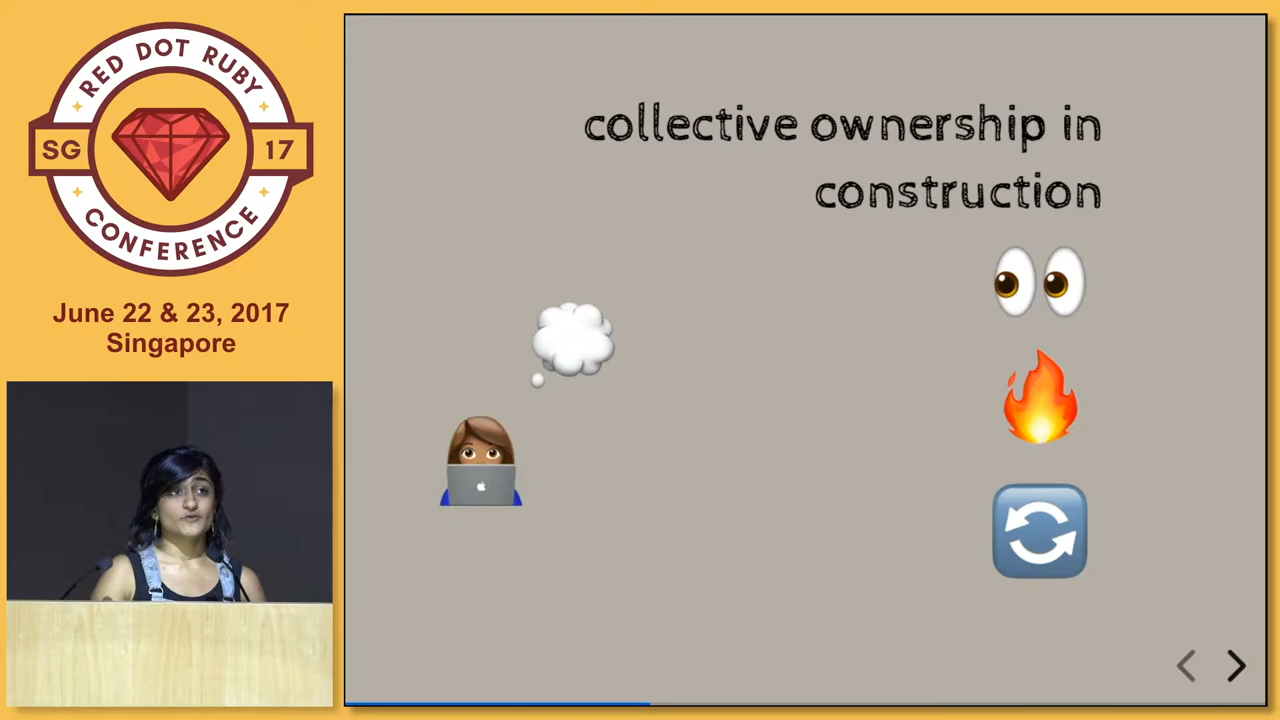 RED DOT RUBY
SG
17
CONFERENCE
June 22 & 23, 2017
Singapore
collective ownership in
construction